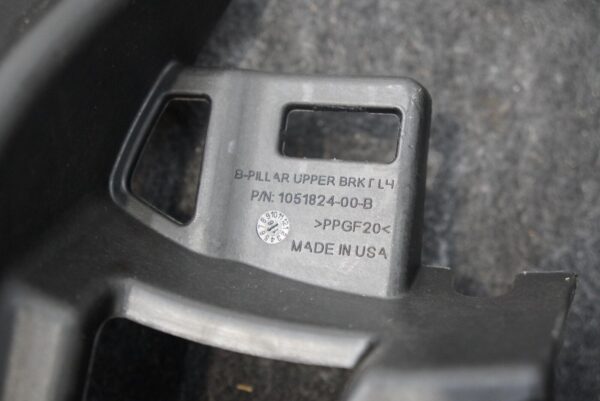 B-PILLAR UPPER BRKT LH
P/N: 1051824-00-B
>PPGF20<
MADE IN USA